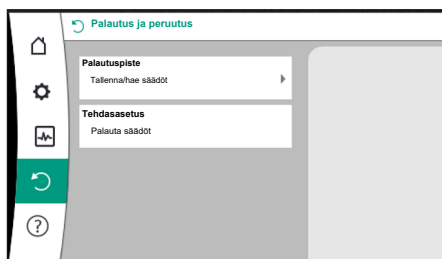 Palautus ja peruutus
Palautuspiste
Tallenna/hae säädöt
Tehdasasetus
Palauta säädöt
?